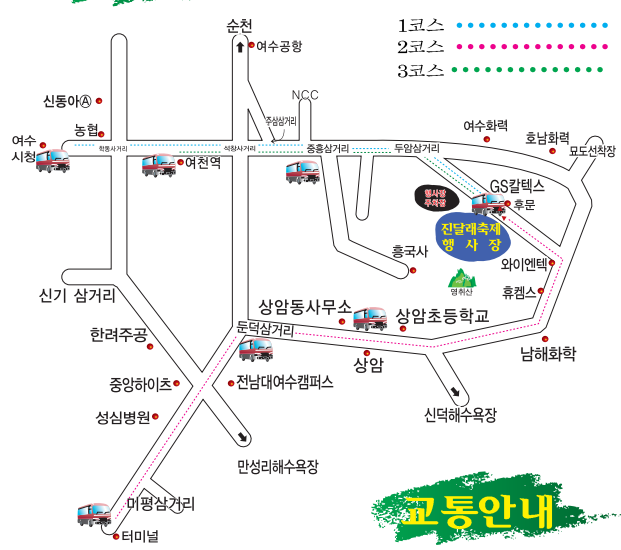 순천
1코스
여수공항
2코스
3코스
NCC
신동아Ⓐ
주삼삼거리
농협
여수화력
호남화력
여수
시청
학동사거리
석창사거리
중흥삼거리
두암삼거리
묘도선착장
여천역
GS칼텍스
행사장
주차장
후문
진달래축제
행 사 장
흥국사
와이엔텍
영취산
휴켐스
신기 삼거리
상암동사무소
상암초등학교
둔덕삼거리
한려주공
남해화학
상암
중앙하이츠
전남대여수캠퍼스
성심병원
신덕해수욕장
만성리해수욕장
미평삼거리
터미널
교통안내